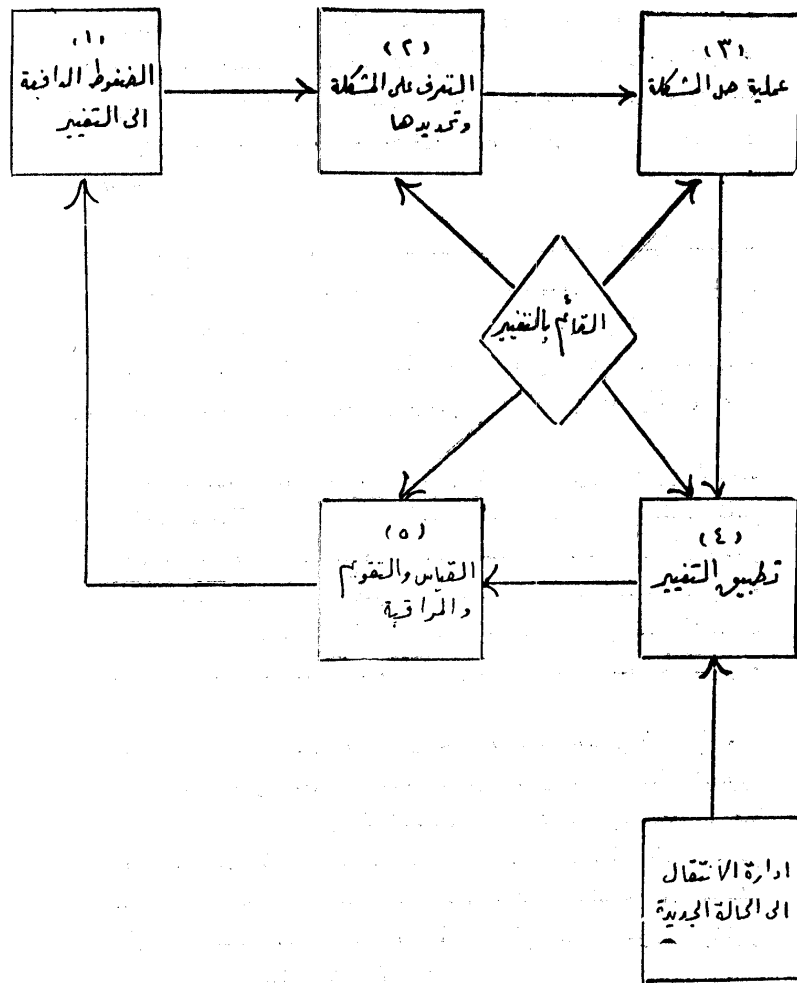 (١)
الضغوط الدافعة
الى التغيير
(٢)
التعرف على المشكلة
وتحديدها
(٣)
عملية حل المشكلة
القائم بالتغيير
(٥)
القياس والتقويم
والمراقبة
(٤)
تطبيق التغيير
ادارة الانتقال
الى الحالة الجديدة